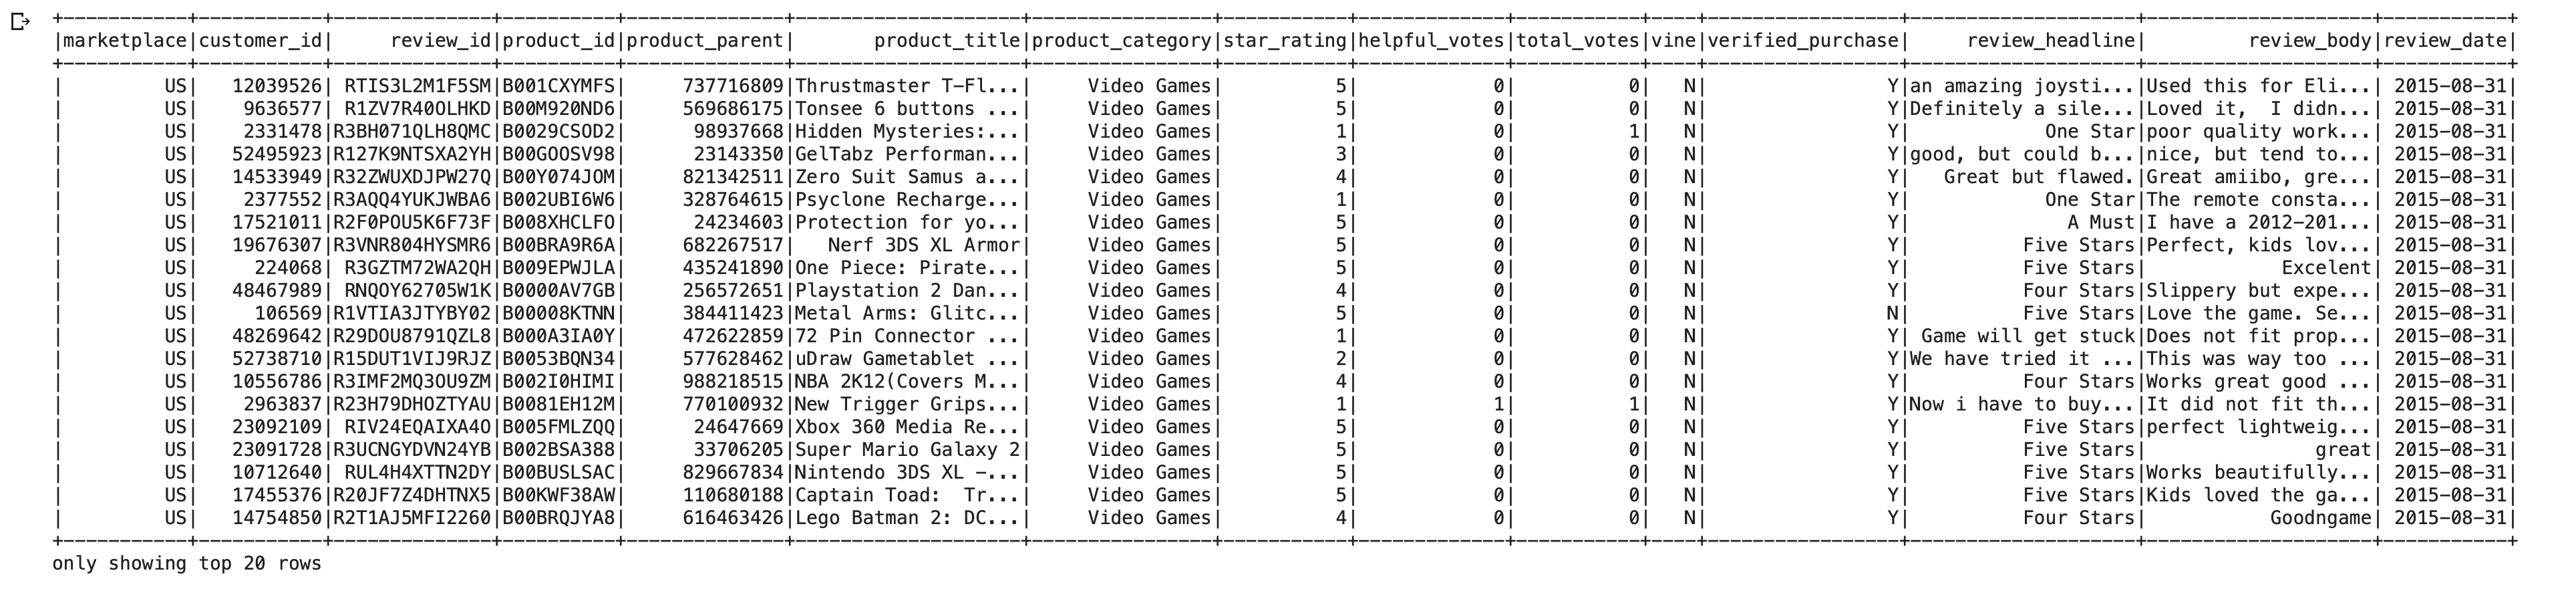 +-----------+-----------+--------------+----------+--------------+--------------------+----------------+-----------+-------------+-----------+----+-----------------+--------------------+--------------------+-----------+
|marketplace|customer_id|     review_id|product_id|product_parent|       product_title|product_category|star_rating|helpful_votes|total_votes|vine|verified_purchase|     review_headline|         review_body|review_date|
+-----------+-----------+--------------+----------+--------------+--------------------+----------------+-----------+-------------+-----------+----+-----------------+--------------------+--------------------+-----------+
|         US|   12039526| RTIS3L2M1F5SM|B001CXYMFS|     737716809|Thrustmaster T-Fl...|     Video Games|          5|            0|          0|   N|                Y|an amazing joysti...|Used this for Eli...| 2015-08-31|
|         US|    9636577| R1ZV7R40OLHKD|B00M920ND6|     569686175|Tonsee 6 buttons ...|     Video Games|          5|            0|          0|   N|                Y|Definitely a sile...|Loved it,  I didn...| 2015-08-31|
|         US|    2331478|R3BH071QLH8QMC|B0029CSOD2|      98937668|Hidden Mysteries:...|     Video Games|          1|            0|          1|   N|                Y|            One Star|poor quality work...| 2015-08-31|
|         US|   52495923|R127K9NTSXA2YH|B00GOOSV98|      23143350|GelTabz Performan...|     Video Games|          3|            0|          0|   N|                Y|good, but could b...|nice, but tend to...| 2015-08-31|
|         US|   14533949|R32ZWUXDJPW27Q|B00Y074JOM|     821342511|Zero Suit Samus a...|     Video Games|          4|            0|          0|   N|                Y|   Great but flawed.|Great amiibo, gre...| 2015-08-31|
|         US|    2377552|R3AQQ4YUKJWBA6|B002UBI6W6|     328764615|Psyclone Recharge...|     Video Games|          1|            0|          0|   N|                Y|            One Star|The remote consta...| 2015-08-31|
|         US|   17521011|R2F0POU5K6F73F|B008XHCLFO|      24234603|Protection for yo...|     Video Games|          5|            0|          0|   N|                Y|              A Must|I have a 2012-201...| 2015-08-31|
|         US|   19676307|R3VNR804HYSMR6|B00BRA9R6A|     682267517|   Nerf 3DS XL Armor|     Video Games|          5|            0|          0|   N|                Y|          Five Stars|Perfect, kids lov...| 2015-08-31|
|         US|     224068| R3GZTM72WA2QH|B009EPWJLA|     435241890|One Piece: Pirate...|     Video Games|          5|            0|          0|   N|                Y|          Five Stars|            Excelent| 2015-08-31|
|         US|   48467989| RNQOY62705W1K|B0000AV7GB|     256572651|Playstation 2 Dan...|     Video Games|          4|            0|          0|   N|                Y|          Four Stars|Slippery but expe...| 2015-08-31|
|         US|     106569|R1VTIA3JTYBY02|B00008KTNN|     384411423|Metal Arms: Glitc...|     Video Games|          5|            0|          0|   N|                N|          Five Stars|Love the game. Se...| 2015-08-31|
|         US|   48269642|R29DOU8791QZL8|B000A3IA0Y|     472622859|72 Pin Connector ...|     Video Games|          1|            0|          0|   N|                Y| Game will get stuck|Does not fit prop...| 2015-08-31|
|         US|   52738710|R15DUT1VIJ9RJZ|B0053BQN34|     577628462|uDraw Gametablet ...|     Video Games|          2|            0|          0|   N|                Y|We have tried it ...|This was way too ...| 2015-08-31|
|         US|   10556786|R3IMF2MQ3OU9ZM|B002I0HIMI|     988218515|NBA 2K12(Covers M...|     Video Games|          4|            0|          0|   N|                Y|          Four Stars|Works great good ...| 2015-08-31|
|         US|    2963837|R23H79DHOZTYAU|B0081EH12M|     770100932|New Trigger Grips...|     Video Games|          1|            1|          1|   N|                Y|Now i have to buy...|It did not fit th...| 2015-08-31|
|         US|   23092109| RIV24EQAIXA4O|B005FMLZQQ|      24647669|Xbox 360 Media Re...|     Video Games|          5|            0|          0|   N|                Y|          Five Stars|perfect lightweig...| 2015-08-31|
|         US|   23091728|R3UCNGYDVN24YB|B002BSA388|      33706205|Super Mario Galaxy 2|     Video Games|          5|            0|          0|   N|                Y|          Five Stars|               great| 2015-08-31|
|         US|   10712640| RUL4H4XTTN2DY|B00BUSLSAC|     829667834|Nintendo 3DS XL -...|     Video Games|          5|            0|          0|   N|                Y|          Five Stars|Works beautifully...| 2015-08-31|
|         US|   17455376|R20JF7Z4DHTNX5|B00KWF38AW|     110680188|Captain Toad:  Tr...|     Video Games|          5|            0|          0|   N|                Y|          Five Stars|Kids loved the ga...| 2015-08-31|
|         US|   14754850|R2T1AJ5MFI2260|B00BRQJYA8|     616463426|Lego Batman 2: DC...|     Video Games|          4|            0|          0|   N|                Y|          Four Stars|            Goodngame| 2015-08-31|
+-----------+-----------+--------------+----------+--------------+--------------------+----------------+-----------+-------------+-----------+----+-----------------+--------------------+--------------------+-----------+
only showing top 20 rows